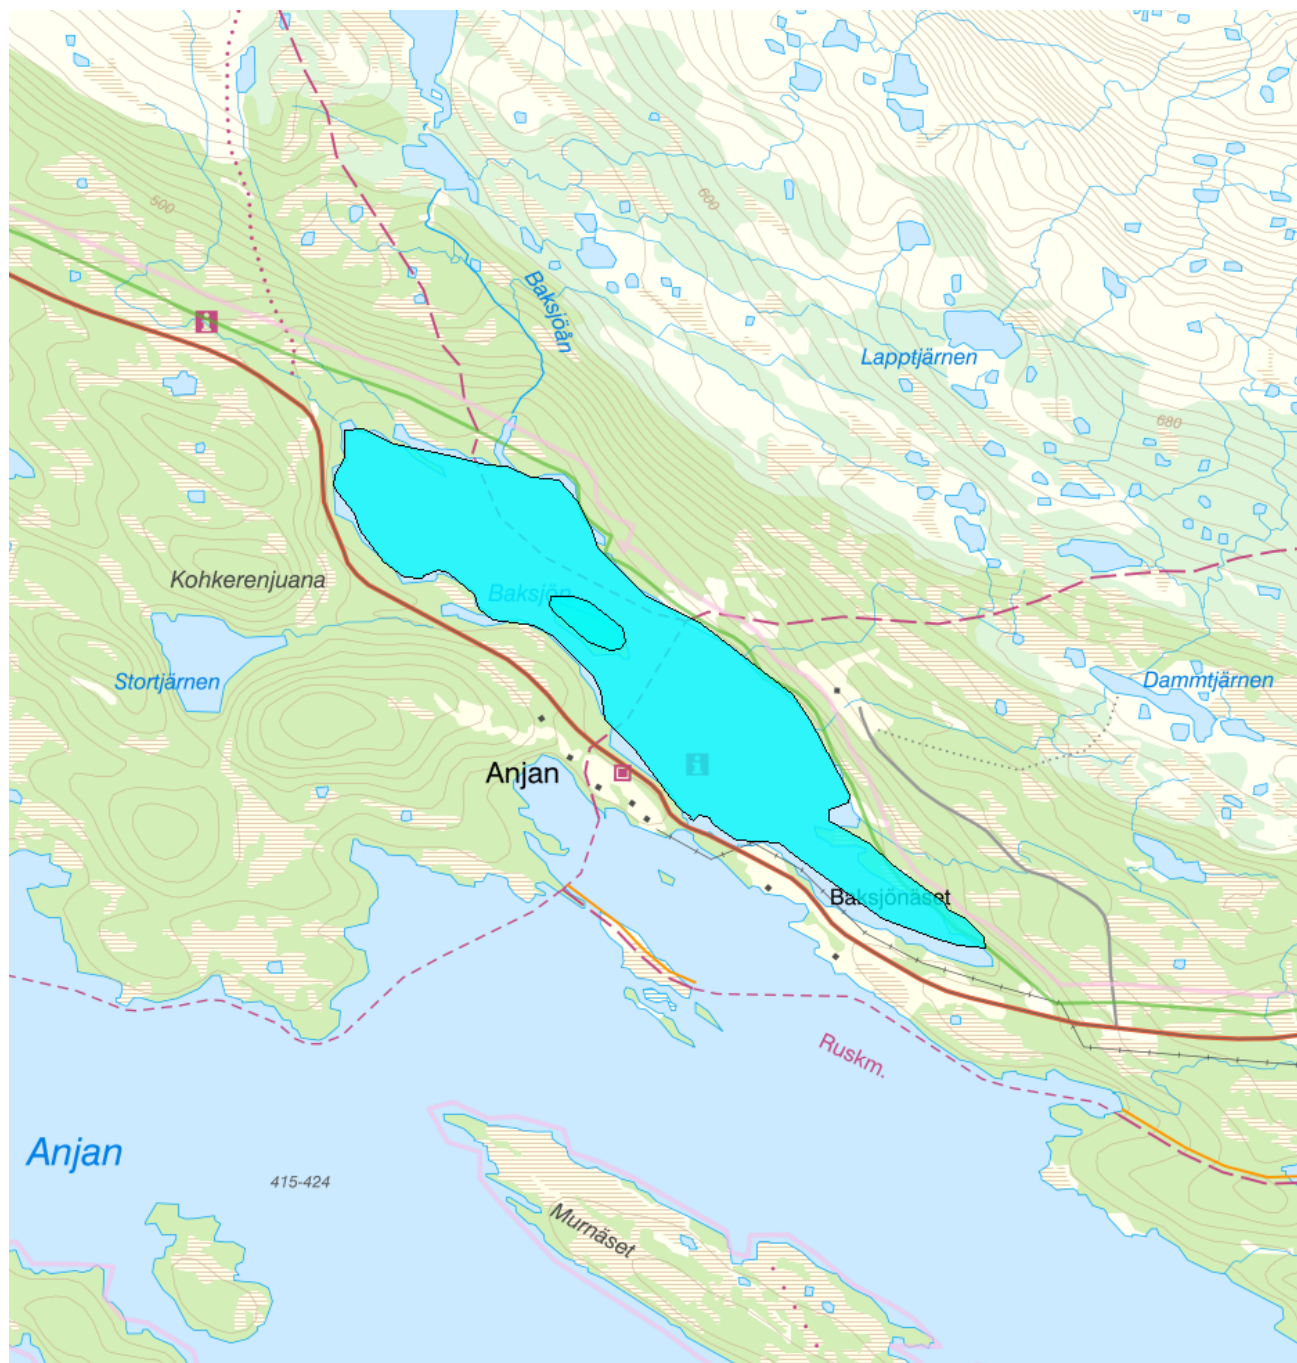 500
600
Baksjöån
Lapptjärnen
680
Kohkerenjuana
Baksjön
Stortjärnen
Dammtjärnen
Anjan
Baksjönäset
Ruskm.
Anjan
415-424
Murnäset